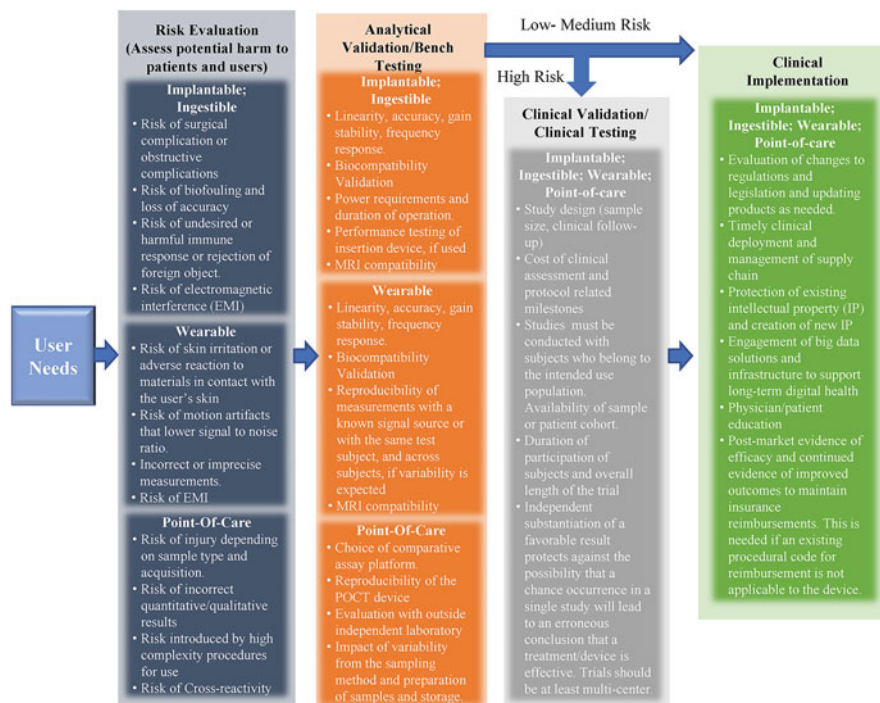 User
Needs
Risk Evaluation
(Assess potential harm to
patients and users)
Implantable;
Ingestible
• Risk of surgical
complication or
obstructive
complications
• Risk of biofouling and
loss of accuracy
• Risk of undesired or
harmful immune
response or rejection of
foreign object.
• Risk of electromagnetic
interference (EMI)
Wearable
• Risk of skin irritation or
adverse reaction to
materials in contact with
the user's skin
• Risk of motion artifacts
that lower signal to noise
ratio.
• Incorrect or imprecise
measurements.
• Risk of EMI
Point-Of-Care
• Risk of injury depending
on sample type and
acquisition.
• Risk of incorrect
quantitative/qualitative
results
• Risk introduced by high
complexity procedures
for use
• Risk of Cross-reactivity
Analytical
Validation/Bench
Testing
Implantable;
Ingestible
• Linearity, accuracy, gain
stability, frequency
response.
• Biocompatibility
Validation
• Power requirements and
duration of operation.
• Performance testing of
insertion device, if used
• MRI compatibility
Wearable
• Linearity, accuracy, gain
stability, frequency
response.
• Biocompatibility
Validation
• Reproducibility of
measurements with a
known signal source or
with the same test
subject, and across
subjects, if variability is
expected
• MRI compatibility
Point-Of-Care
• Choice of comparative
assay platform.
• Reproducibility of the
POCT device
• Evaluation with outside
independent laboratory
• Impact of variability
from the sampling
method and preparation
of samples and storage.
Low- Medium Risk
High Risk
Clinical Validation/
Clinical Testing
Implantable;
Ingestible; Wearable;
Point-of-care
• Study design (sample
size, clinical follow-
up)
• Cost of clinical
assessment and
protocol related
milestones
• Studies must be
conducted with
subjects who belong to
the intended use
population.
Availability of sample
or patient cohort.
• Duration of
participation of
subjects and overall
length of the trial
• Independent
substantiation of a
favorable result
protects against the
possibility that a
chance occurrence in a
single study will lead
to an erroneous
conclusion that a
treatment/device is
effective. Trials should
be at least multi-center.
Clinical
Implementation
Implantable;
Ingestible; Wearable;
Point-of-care
• Evaluation of changes to
regulations and
legislation and updating
products as needed.
• Timely clinical
deployment and
management of supply
chain
• Protection of existing
intellectual property (IP)
and creation of new IP
• Engagement of big data
solutions and
infrastructure to support
long-term digital health
• Physician/patient
education
• Post-market evidence of
efficacy and continued
evidence of improved
outcomes to maintain
insurance
reimbursements. This is
needed if an existing
procedural code for
reimbursement is not
applicable to the device.